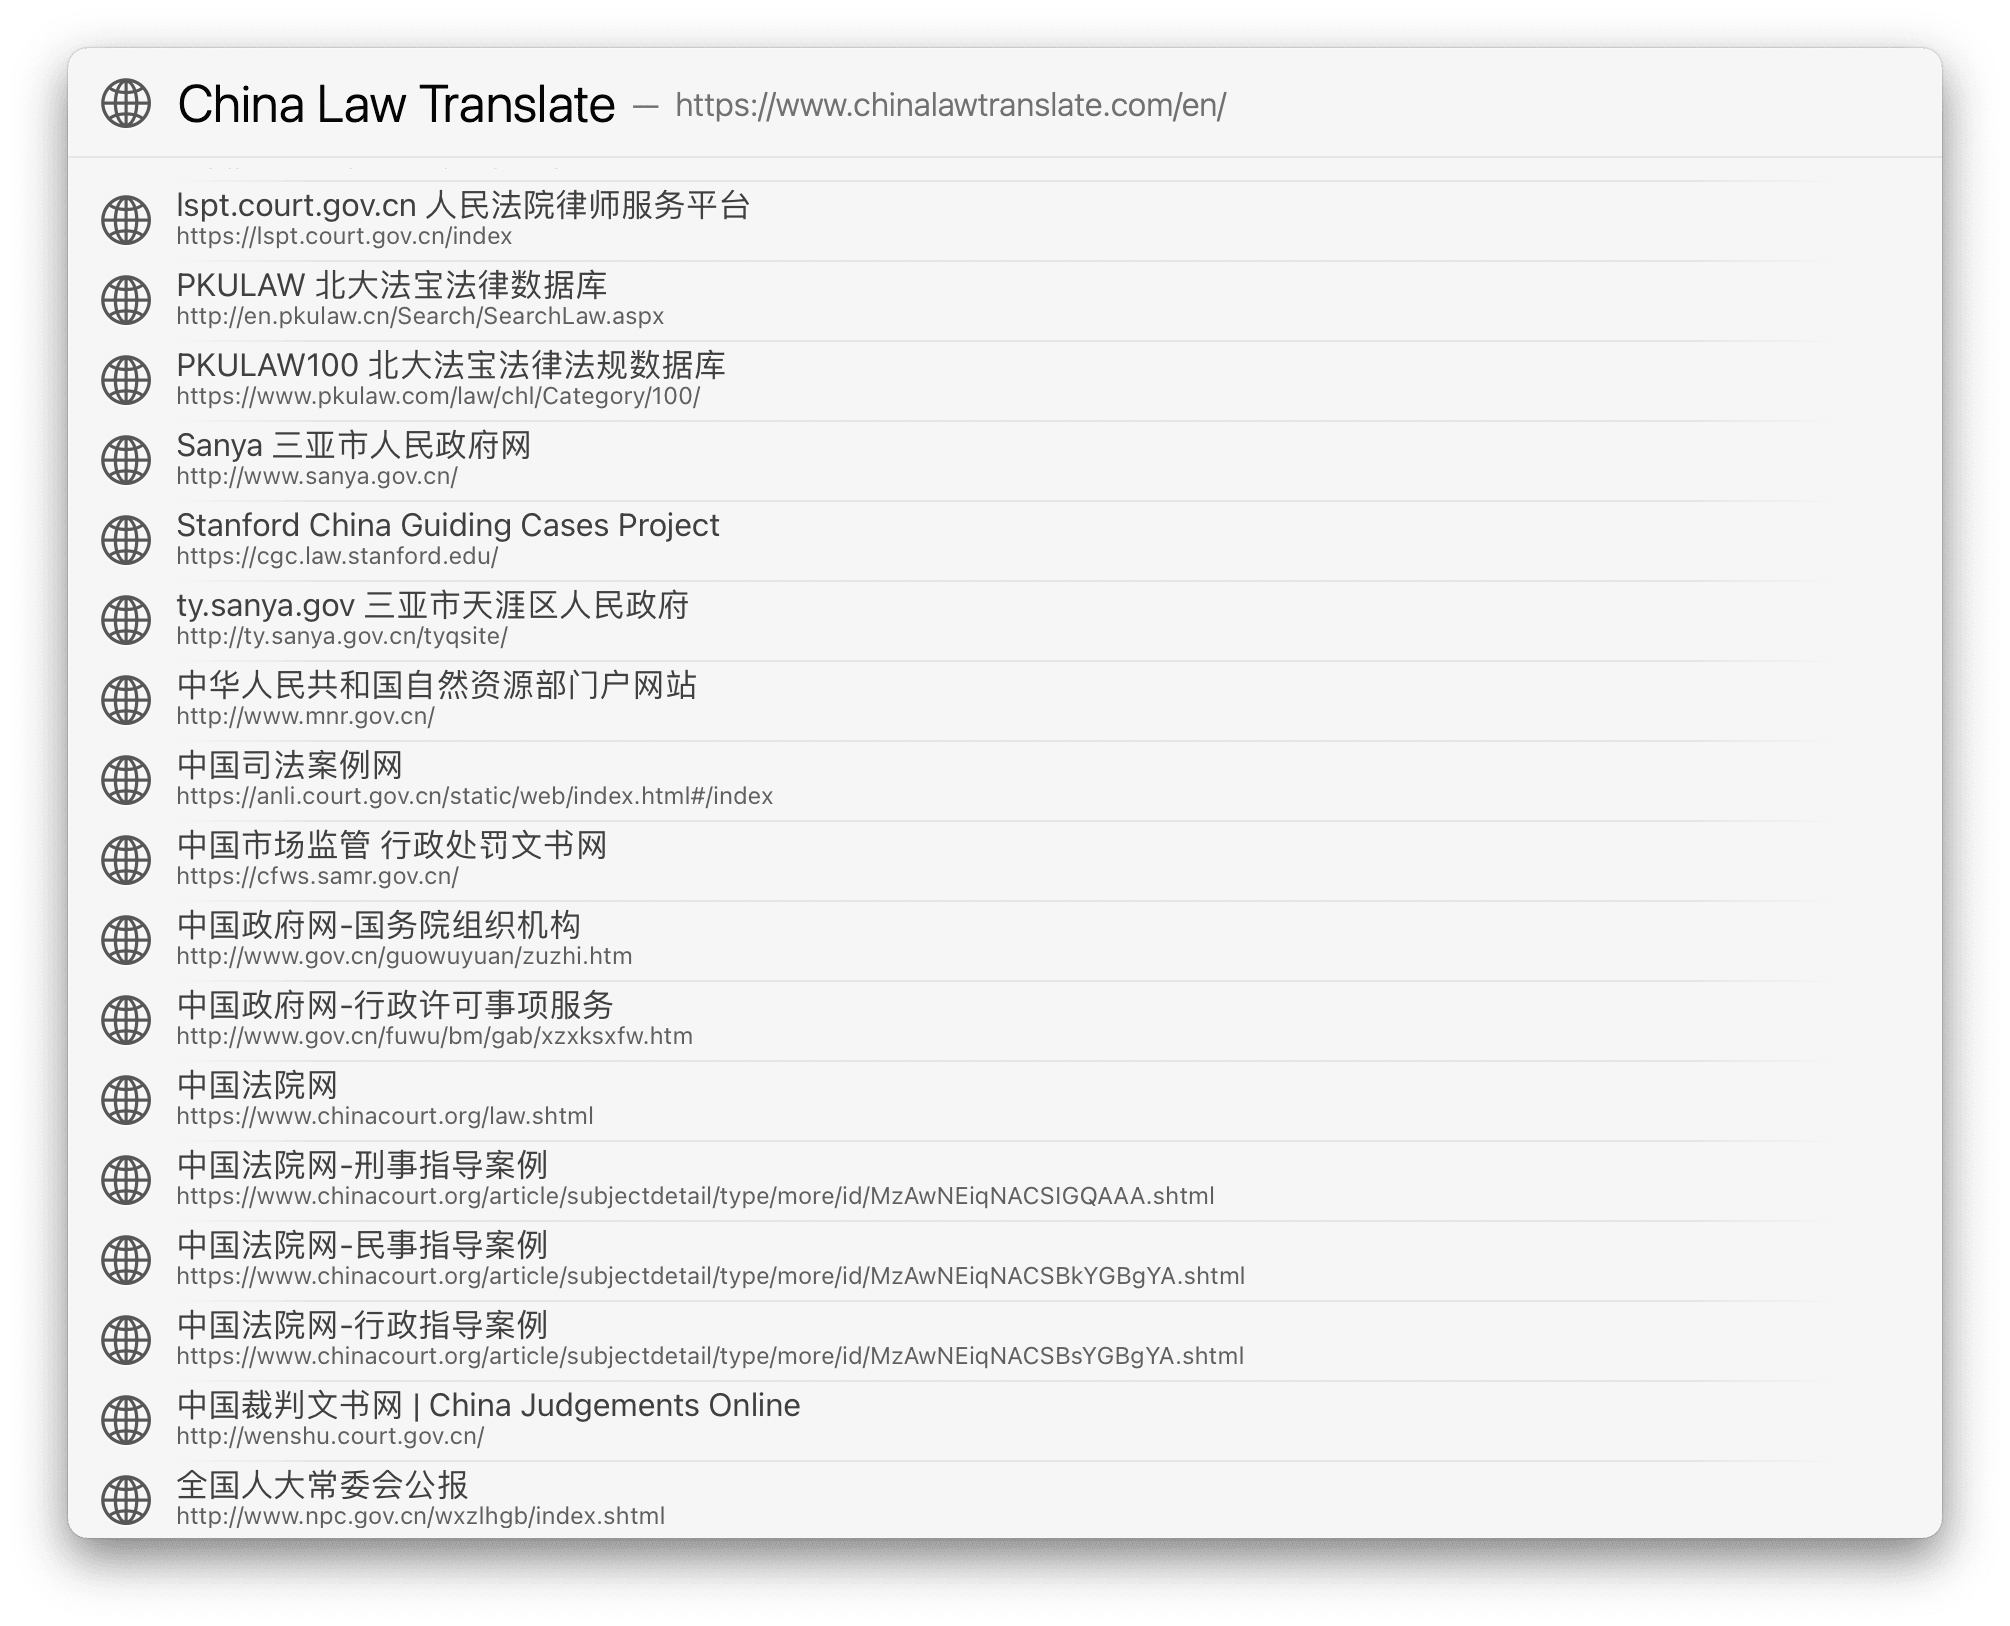 China Law Translate — https://www.chinalawtranslate.com/en/
lspt.court.gov.cn 人民法院律师服务平台
https://lspt.court.gov.cn/index
PKULAW 北大法宝法律数据库
http://en.pkulaw.cn/Search/SearchLaw.aspx
PKULAW100 北大法宝法律法规数据库
https://www.pkulaw.com/law/chl/Category/100/
Sanya 三亚市人民政府网
http://www.sanya.gov.cn/
Stanford China Guiding Cases Project
https://cgc.law.stanford.edu/
ty.sanya.gov 三亚市天涯区人民政府
http://ty.sanya.gov.cn/tyqsite/
中华人民共和国自然资源部门户网站
http://www.mnr.gov.cn/
中国司法案例网
https://anli.court.gov.cn/static/web/index.html#/index
中国市场监管 行政处罚文书网
https://cfws.samr.gov.cn/
中国政府网-国务院组织机构
http://www.gov.cn/guowuyuan/zuzhi.htm
中国政府网-行政许可事项服务
http://www.gov.cn/fuwu/bm/gab/xzxksxfw.htm
中国法院网
https://www.chinacourt.org/law.shtml
中国法院网-刑事指导案例
https://www.chinacourt.org/article/subjectdetail/type/more/id/MzAwNEiqNACSIGQAAA.shtml
中国法院网-民事指导案例
https://www.chinacourt.org/article/subjectdetail/type/more/id/MzAwNEiqNACSBkYGBgYA.shtml
中国法院网-行政指导案例
https://www.chinacourt.org/article/subjectdetail/type/more/id/MzAwNEiqNACSBsYGBgYA.shtml
中国裁判文书网 | China Judgements Online
http://wenshu.court.gov.cn/
全国人大常委会公报
http://www.npc.gov.cn/wxzlhgb/index.shtml